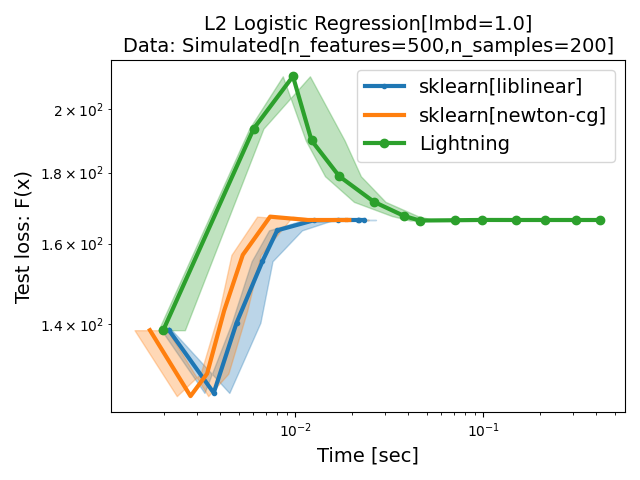 L2 Logistic Regression[lmbd=1.0]
Data: Simulated[n_features=500,n_samples=200]
sklearn[liblinear]
sklearn[newton-cg]
Lightning
Test loss: F(x)
2 × 10²
1.8 × 10²
1.6 × 10²
1.4 × 10²
10⁻² 10⁻¹
Time [sec]